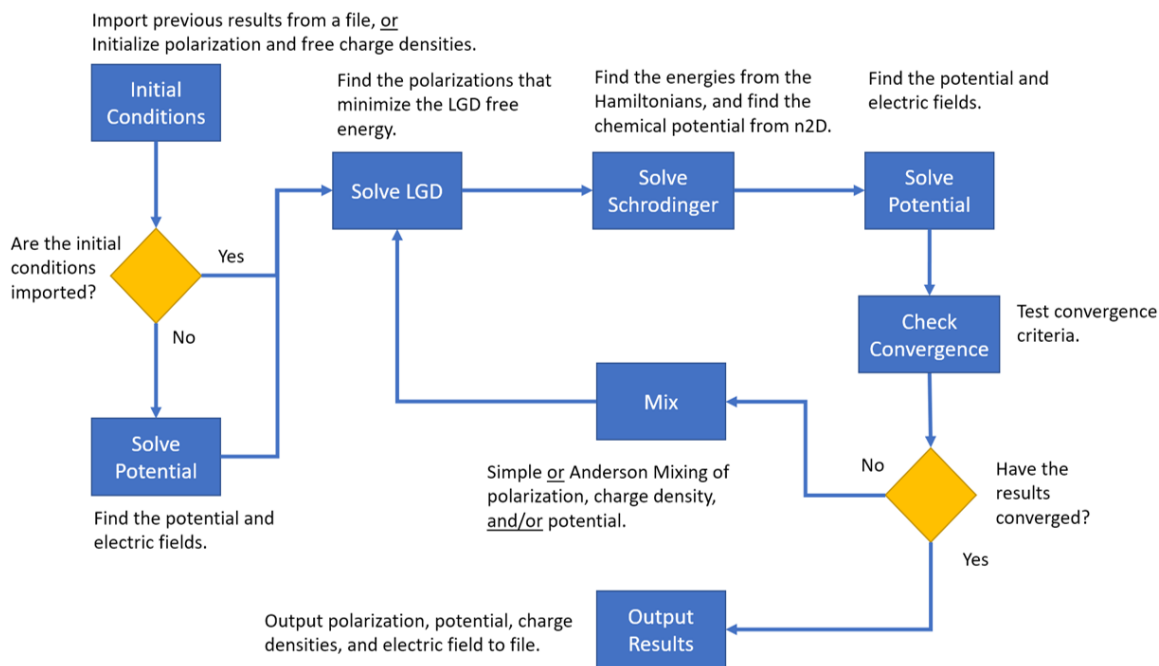 Import previous results from a file, or
Initialize polarization and free charge densities.
Initial
Conditions
Find the polarizations that
minimize the LGD free
energy.
Find the energies from the
Hamiltonians, and find the
chemical potential from n2D.
Find the potential and
electric fields.
Solve LGD
Solve
Schrodinger
Solve
Potential
Are the initial
conditions
imported?
Yes
No
Check
Convergence
Test convergence
criteria.
Mix
Solve
Potential
Find the potential and
electric fields.
Simple or Anderson Mixing of
polarization, charge density,
and/or potential.
No
Have the
results
converged?
Yes
Output polarization, potential, charge
densities, and electric field to file.
Output
Results